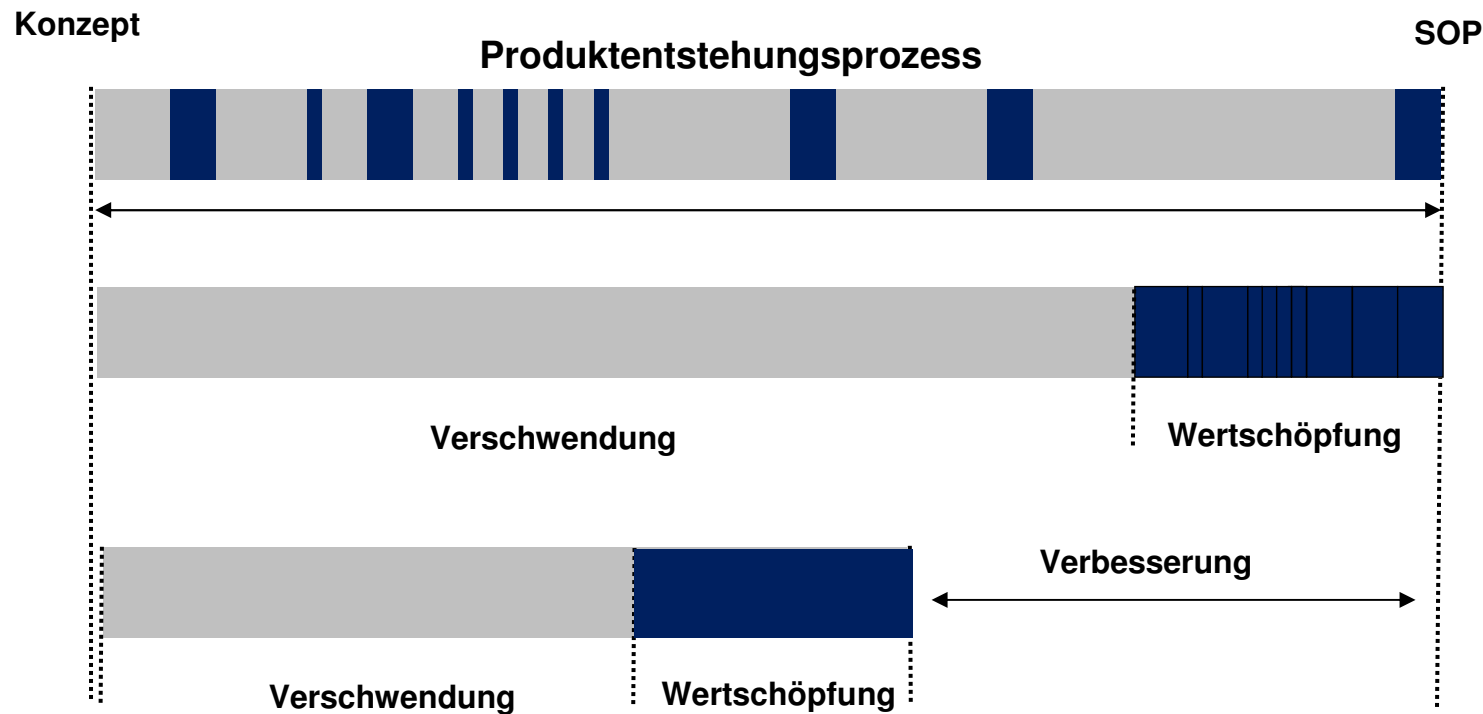 Konzept
SOP
Produktentstehungsprozess
Verschwendung
Wertschöpfung
Verbesserung
Verschwendung
Wertschöpfung